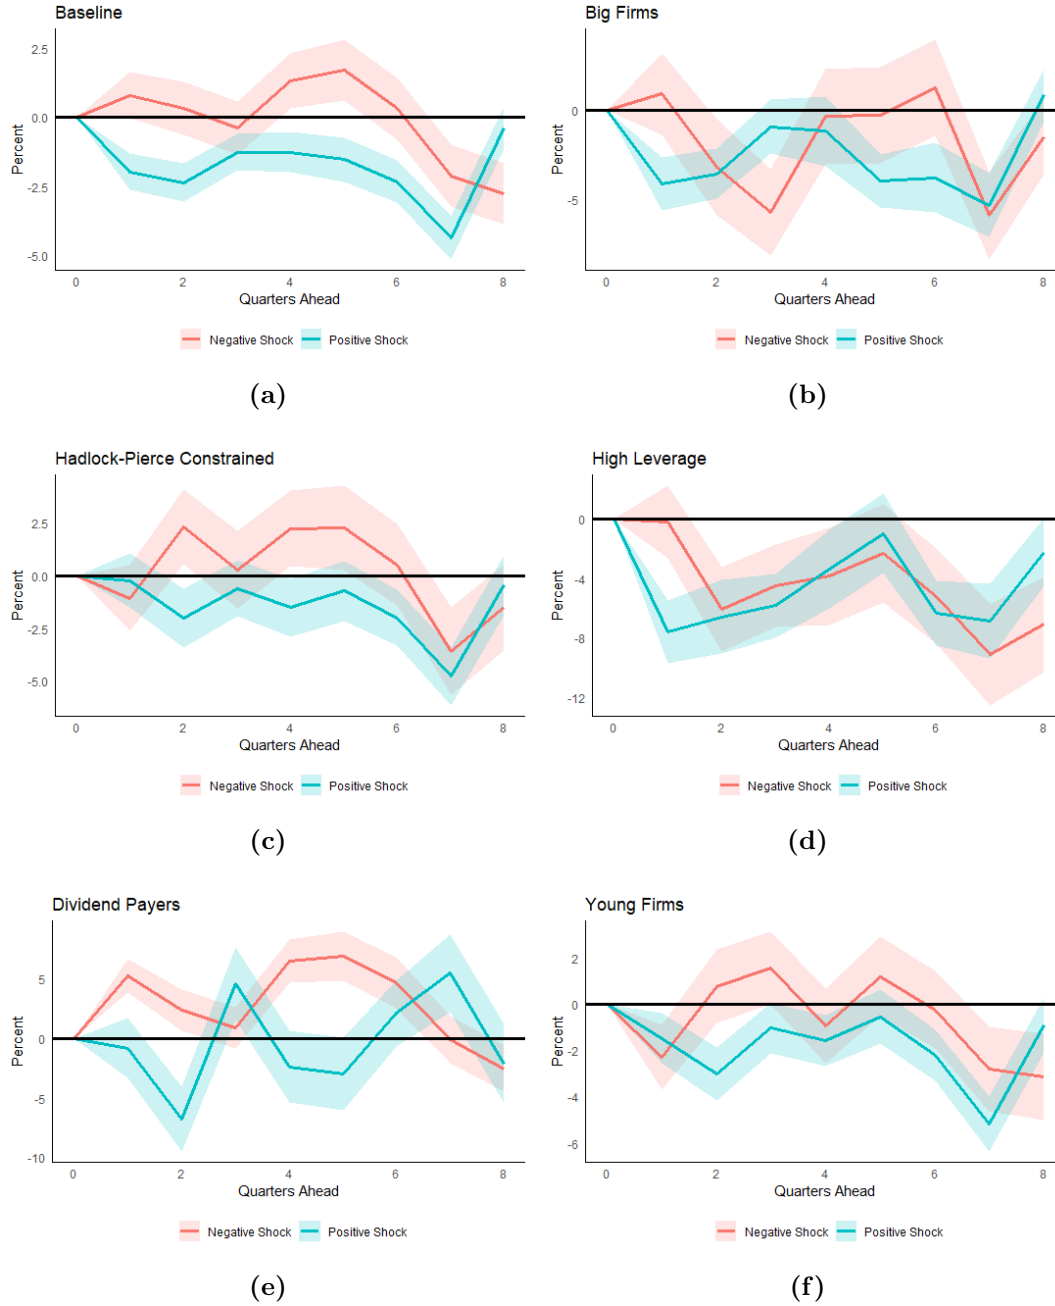 Baseline
2.5
0.0
-2.5
-5.0
Percent
0 2 4 6 8
Quarters Ahead
Negative Shock Positive Shock
(a)
Big Firms
0
-5
Percent
0 2 4 6 8
Quarters Ahead
Negative Shock Positive Shock
(b)
Hadlock-Pierce Constrained
2.5
0.0
-2.5
-5.0
Percent
0 2 4 6 8
Quarters Ahead
Negative Shock Positive Shock
(c)
High Leverage
0
-4
-8
-12
Percent
0 2 4 6 8
Quarters Ahead
Negative Shock Positive Shock
(d)
Dividend Payers
5
0
-5
-10
Percent
0 2 4 6 8
Quarters Ahead
Negative Shock Positive Shock
(e)
Young Firms
2
0
-2
-4
-6
Percent
0 2 4 6 8
Quarters Ahead
Negative Shock Positive Shock
(f)